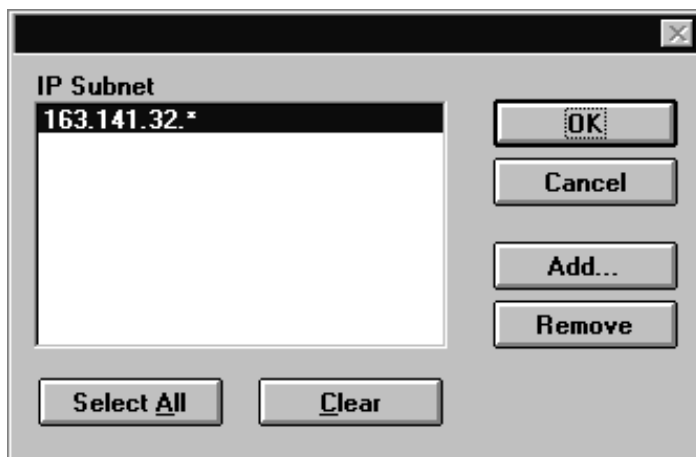 IP Subnet
163.141.32.*
OK
Cancel
Add...
Remove
Select All
Clear